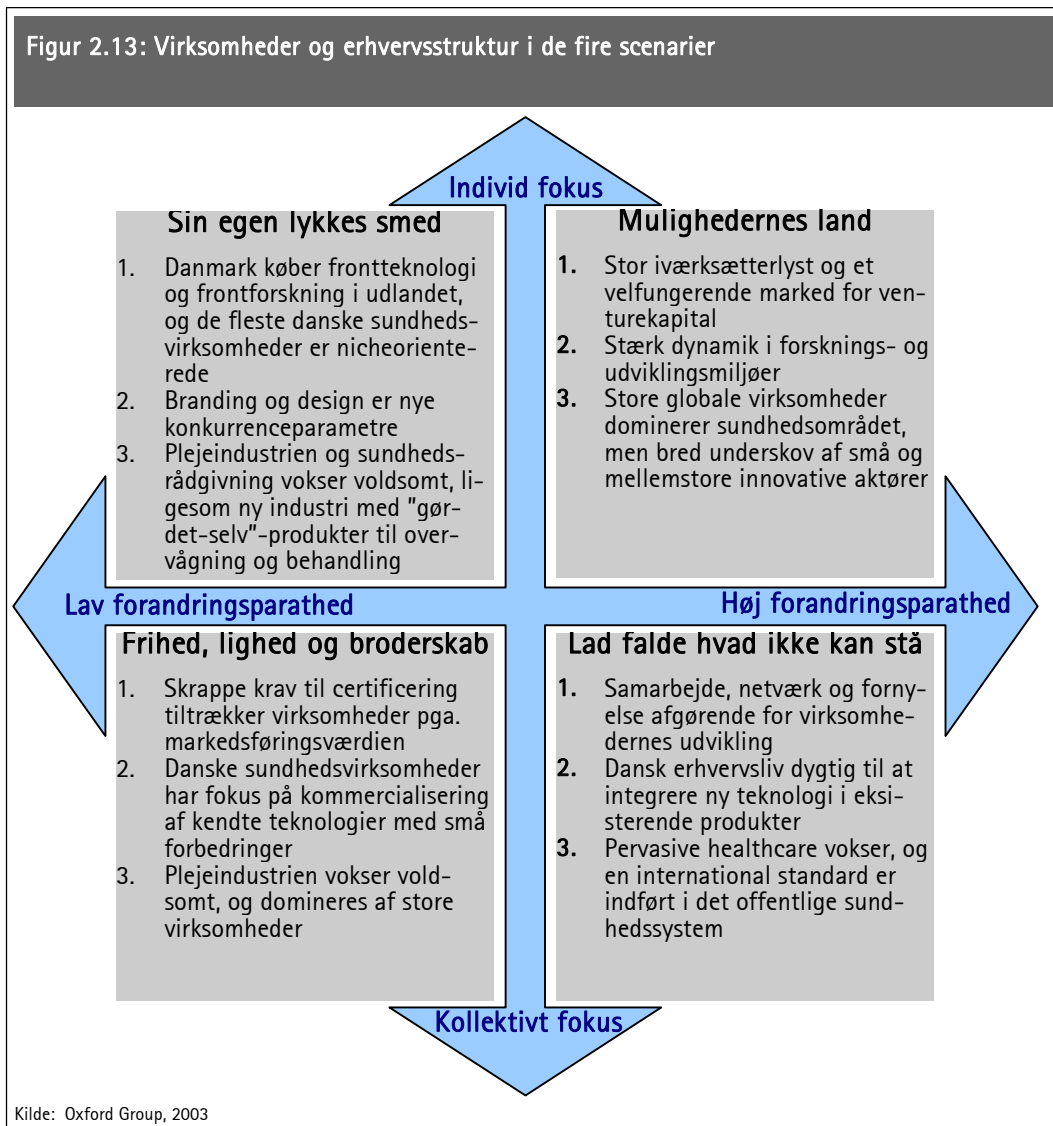 Figur 2.13: Virksomheder og erhvervsstruktur i de fire scenarier
Individ fokus
Sin egen lykkes smed
1. Danmark køber frontteknologi
og frontforskning i udlandet,
og de fleste danske sundheds-
virksomheder er nicheoriente-
rede
2. Branding og design er nye
konkurrenceparametre
3. Plejeindustrien og sundheds-
rådgivning vokser voldsomt, li-
gesom ny industri med ”gør-
det-selv”-produkter til over-
vågning og behandling
Mulighedernes land
1. Stor iværksætterlyst og et
velfungerende marked for ven-
turekapital
2. Stærk dynamik i forsknings- og
udviklingsmiljøer
3. Store globale virksomheder
dominerer sundhedsområdet,
men bred underskov af små og
mellemstore innovative aktører
Lav forandringsparathed
Høj forandringsparathed
Frihed, lighed og broderskab
1. Skrappe krav til certificering
tiltrækker virksomheder pga.
markedsføringsværdien
2. Danske sundhedsvirksomheder
har fokus på kommercialisering
af kendte teknologier med små
forbedringer
3. Plejeindustrien vokser vold-
somt, og domineres af store
virksomheder
Lad falde hvad ikke kan stå
1. Samarbejde, netværk og forny-
else afgørende for virksomhe-
dernes udvikling
2. Dansk erhvervsliv dygtig til at
integrere ny teknologi i eksi-
sterende produkter
3. Pervasive healthcare vokser, og
en international standard er
indført i det offentlige sund-
hedssystem
Kollektivt fokus
Kilde: Oxford Group, 2003